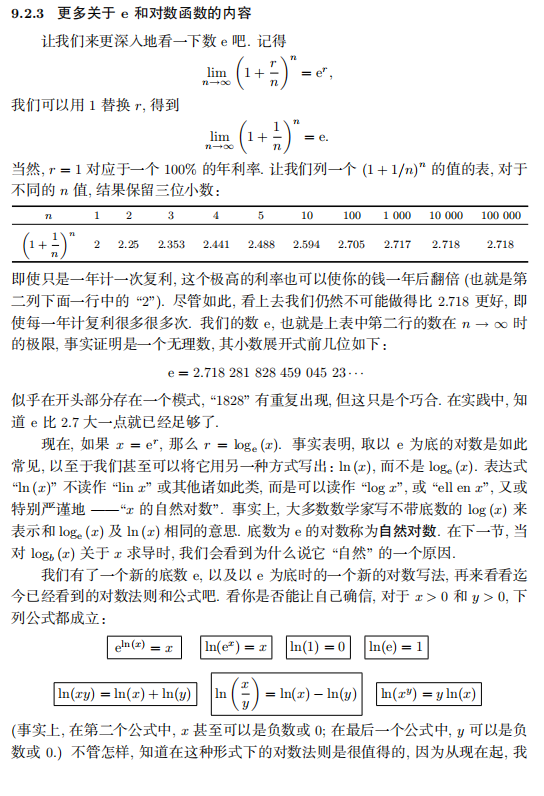 9.2.3 更多关于 e 和对数函数的内容
让我们来更深入地看一下数 e 吧. 记得
lim_{n→∞} (1 + r/n)^n = e^r,
我们可以用 1 替换 r, 得到
lim_{n→∞} (1 + 1/n)^n = e.
当然, r = 1 对应于一个 100% 的年利率. 让我们列一个 (1 + 1/n)^n 的值的表, 对于
不同的 n 值, 结果保留三位小数:
n 1 2 3 4 5 10 100 1 000 10 000 100 000
(1 + 1/n)^n 2 2.25 2.353 2.441 2.488 2.594 2.705 2.717 2.718 2.718
即使只是一年计一次复利, 这个极高的利率也可以使你的钱一年后翻倍 (也就是第
二列下面一行中的 “2”). 尽管如此, 看上去我们仍然不可能做得比 2.718 更好, 即
使每一年计复利很多很多次. 我们的数 e, 也就是上表中第二行的数在 n → ∞ 时
的极限, 事实证明是一个无理数, 其小数展开式前几位如下:
e = 2.718 281 828 459 045 23···
似乎在开头部分存在一个模式, “1828” 有重复出现, 但这只是个巧合. 在实践中, 知
道 e 比 2.7 大一点就已经足够了.
现在, 如果 x = e^r, 那么 r = log_e (x). 事实表明, 取以 e 为底的对数是如此
常见, 以至于我们甚至可以将它用另一种方式写出: ln (x), 而不是 log_e (x). 表达式
“ln (x)” 不读作 “lin x” 或其他诸如此类, 而是可以读作 “log x”, 或 “ell en x”, 又或
特别严谨地 ——“x 的自然对数”. 事实上, 大多数数学家写不带底数的 log (x) 来
表示和 log_e (x) 及 ln (x) 相同的意思. 底数为 e 的对数称为自然对数. 在下一节, 当
对 log_b (x) 关于 x 求导时, 我们会看到为什么说它 “自然” 的一个原因.
我们有了一个新的底数 e, 以及以 e 为底时的一个新的对数写法, 再来看看迄
今已经看到的对数法则和公式吧. 看你是否能让自己确信, 对于 x > 0 和 y > 0, 下
列公式都成立:
e^{ln(x)} = x ln(e^x) = x ln(1) = 0 ln(e) = 1
ln(xy) = ln(x) + ln(y) ln (x/y) = ln(x) − ln(y) ln(x^y) = y ln(x)
(事实上, 在第二个公式中, x 甚至可以是负数或 0; 在最后一个公式中, y 可以是负
数或 0.) 不管怎样, 知道在这种形式下的对数法则是很值得的, 因为从现在起, 我